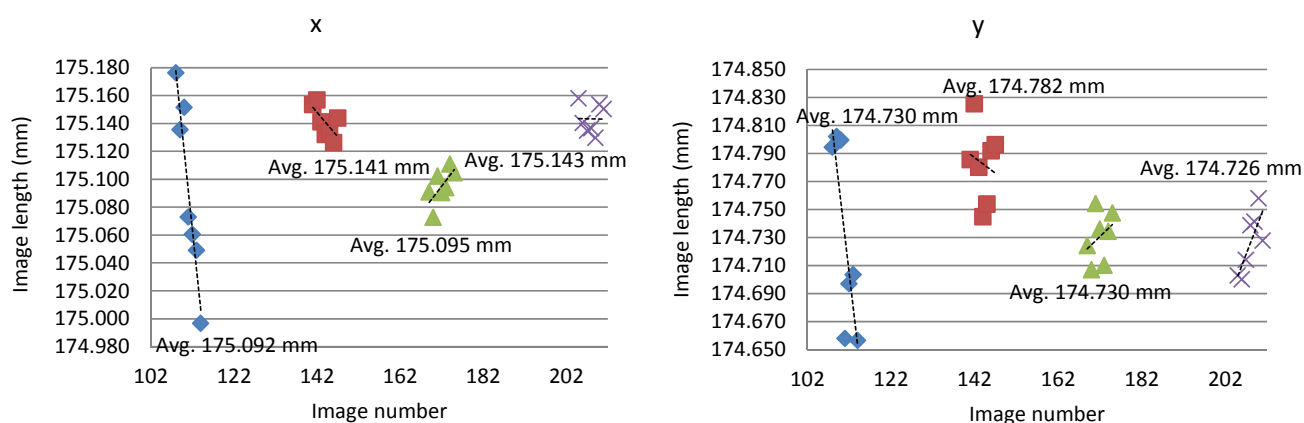 x
Image length (mm)
175.180
175.160
175.140
175.120
175.100
175.080
175.060
175.040
175.020
175.000
174.980
Avg. 175.141 mm
Avg. 175.143 mm
Avg. 175.095 mm
Avg. 175.092 mm
102 122 142 162 182 202
Image number
y
Image length (mm)
174.850
174.830
174.810
174.790
174.770
174.750
174.730
174.710
174.690
174.670
174.650
Avg. 174.782 mm
Avg. 174.730 mm
Avg. 174.726 mm
Avg. 174.730 mm
102 122 142 162 182 202
Image number